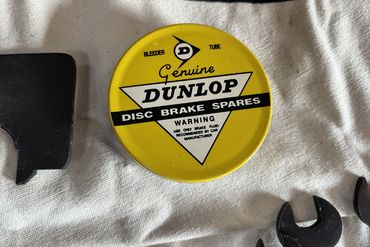 BLEEDER TUBE
D
Genuine
DUNLOP
DISC BRAKE SPARES
WARNING
USE ONLY BRAKE FLUID
RECOMMENDED BY CAR
MANUFACTURER